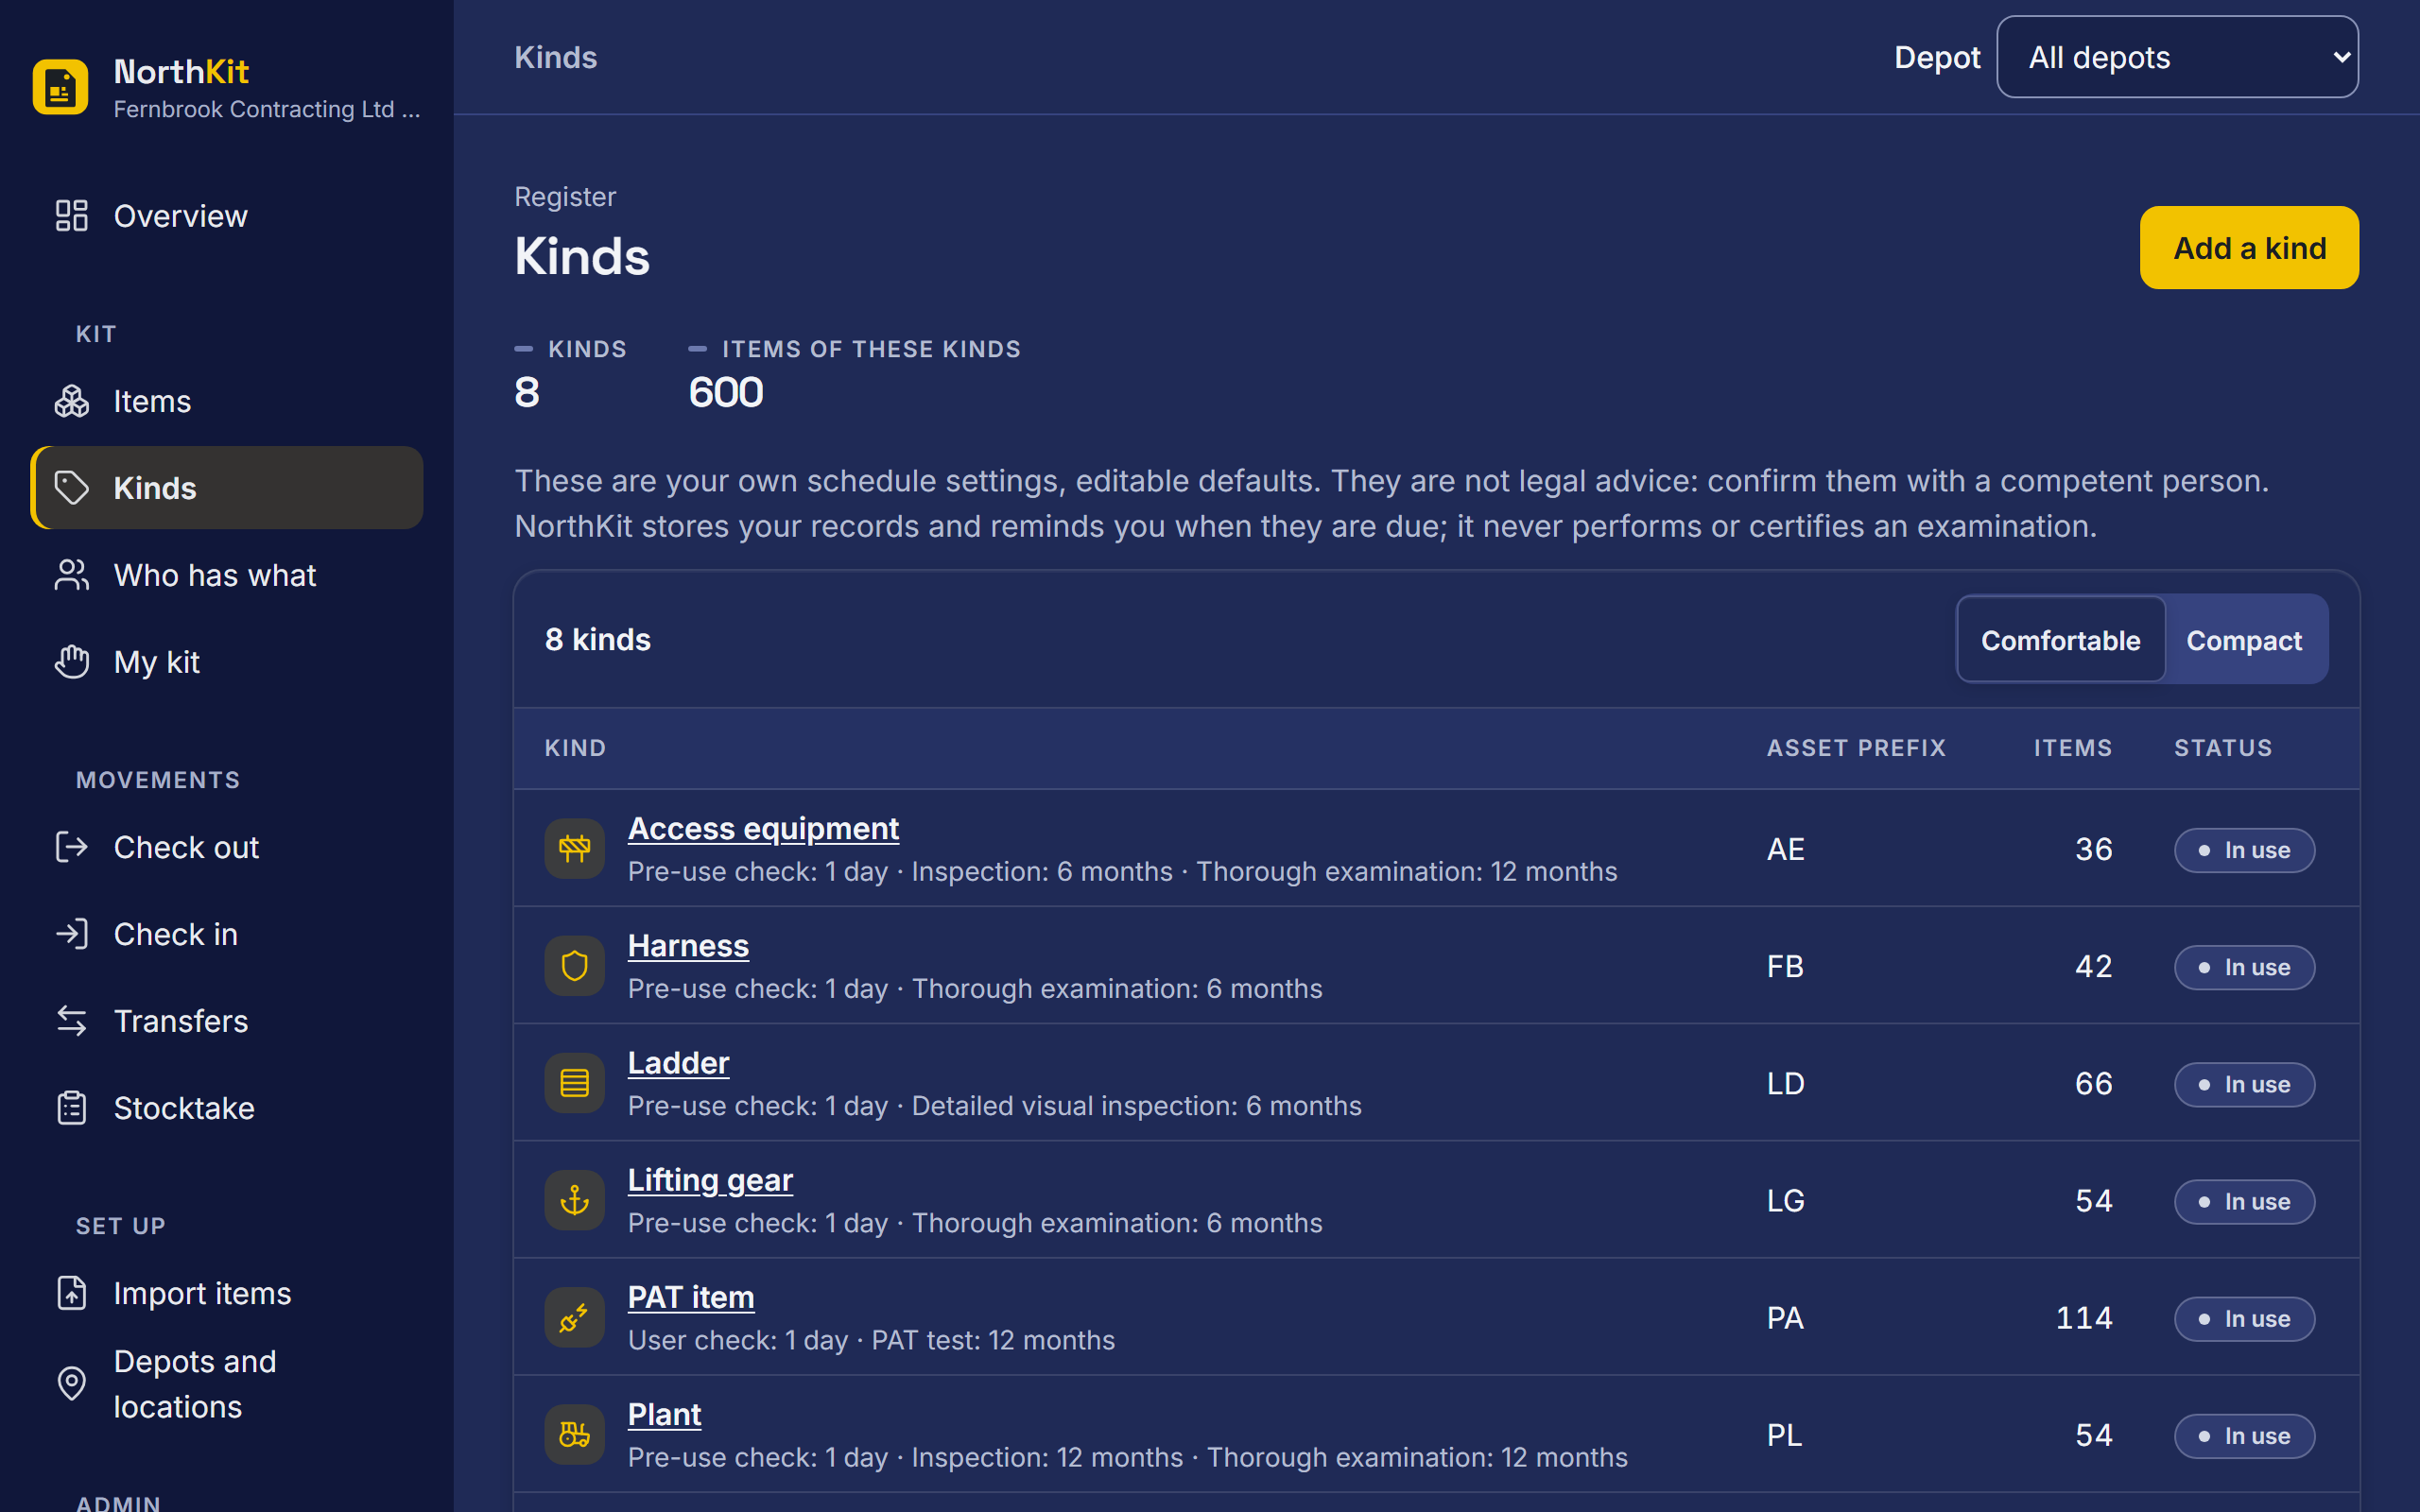 NorthKit
Fernbrook Contracting Ltd ...
Overview
KIT
Items
Kinds
Who has what
My kit
MOVEMENTS
Check out
Check in
Transfers
Stocktake
SET UP
Import items
Depots and
locations
ADMIN
Kinds
Depot
All depots
Register
Kinds
Add a kind
KINDS
8
ITEMS OF THESE KINDS
600
These are your own schedule settings, editable defaults. They are not legal advice: confirm them with a competent person.
NorthKit stores your records and reminds you when they are due; it never performs or certifies an examination.
8 kinds
Comfortable
Compact
KIND
ASSET PREFIX
ITEMS
STATUS
Access equipment
Pre-use check: 1 day · Inspection: 6 months · Thorough examination: 12 months
AE
36
In use
Harness
Pre-use check: 1 day · Thorough examination: 6 months
FB
42
In use
Ladder
Pre-use check: 1 day · Detailed visual inspection: 6 months
LD
66
In use
Lifting gear
Pre-use check: 1 day · Thorough examination: 6 months
LG
54
In use
PAT item
User check: 1 day · PAT test: 12 months
PA
114
In use
Plant
Pre-use check: 1 day · Inspection: 12 months · Thorough examination: 12 months
PL
54
In use